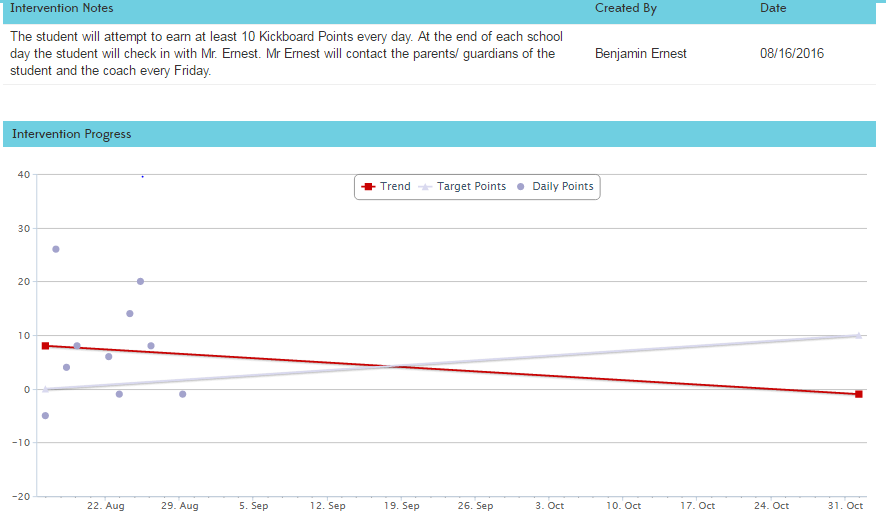 Intervention Notes Created By Date
The student will attempt to earn at least 10 Kickboard Points every day. At the end of each school
day the student will check in with Mr. Ernest. Mr Ernest will contact the parents/ guardians of the
student and the coach every Friday.
Benjamin Ernest 08/16/2016
Intervention Progress
Trend Target Points Daily Points
40
30
20
10
0
-10
-20
22. Aug 29. Aug 5. Sep 12. Sep 19. Sep 26. Sep 3. Oct 10. Oct 17. Oct 24. Oct 31. Oct